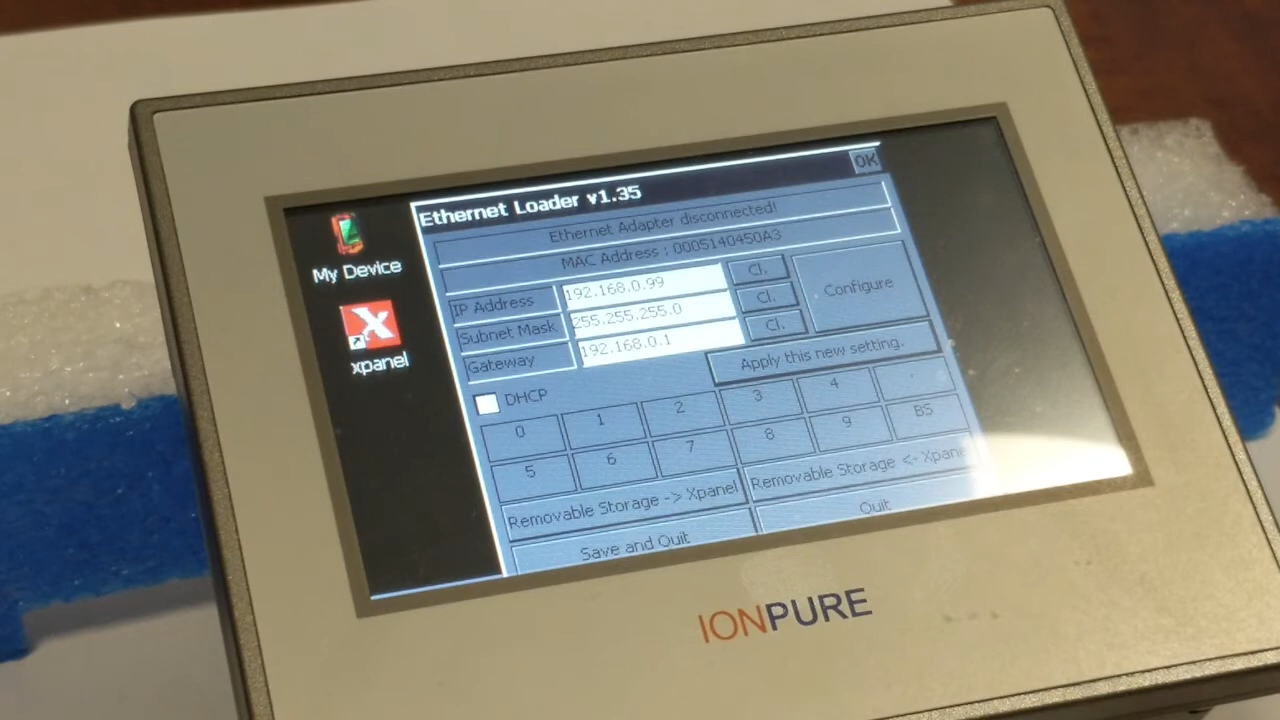 Ethernet Loader v1.35
OK
Ethernet Adapter disconnected!
MAC Address : 0005140450A3
My Device
IP Address 192.168.0.99 Cl.
Subnet Mask 255.255.255.0 Cl.
Gateway 192.168.0.1 Cl.
Configure
xpanel
Apply this new setting.
DHCP
0 1 2 3 4 .
5 6 7 8 9 BS
Removable Storage -> Xpanel
Removable Storage <- Xpane
Save and Quit
Quit
IONPURE